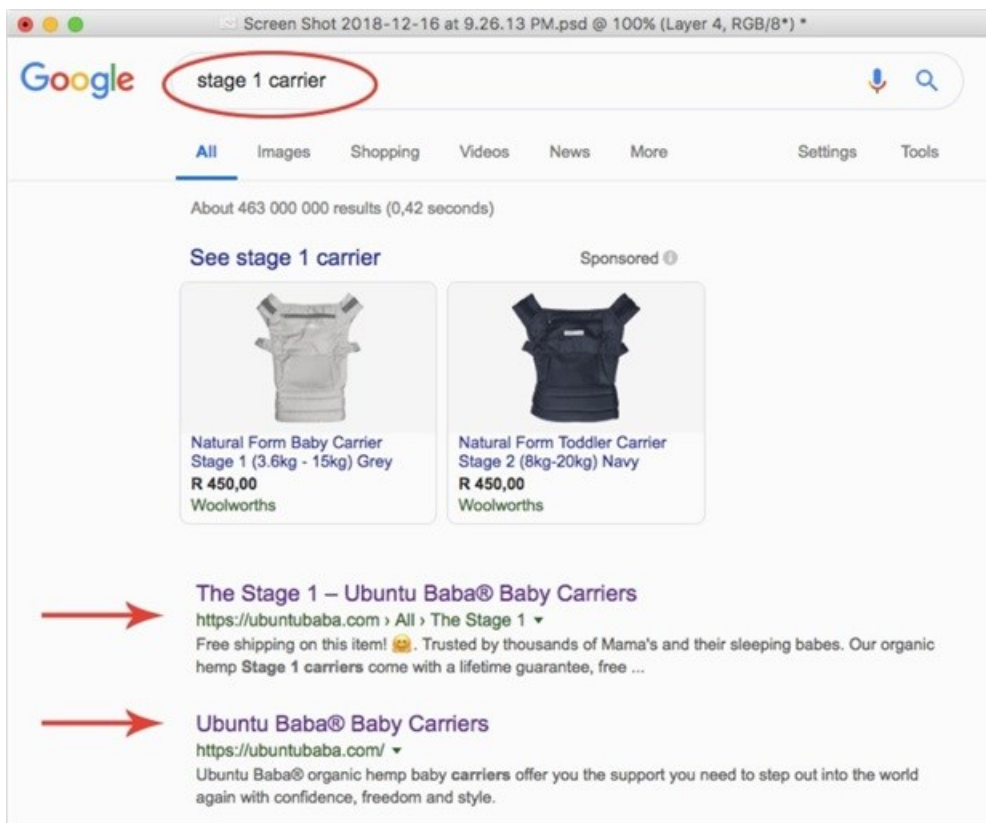 Screen Shot 2018-12-16 at 9.26.13 PM.psd @ 100% (Layer 4, RGB/8*) *
Google
stage 1 carrier
All Images Shopping Videos News More Settings Tools
About 463 000 000 results (0,42 seconds)
See stage 1 carrier
Sponsored
Natural Form Baby Carrier
Stage 1 (3.6kg - 15kg) Grey
R 450,00
Woolworths
Natural Form Toddler Carrier
Stage 2 (8kg-20kg) Navy
R 450,00
Woolworths
The Stage 1 – Ubuntu Baba® Baby Carriers
https://ubuntubaba.com › All › The Stage 1
Free shipping on this item! 🤗. Trusted by thousands of Mama's and their sleeping babes. Our organic
hemp Stage 1 carriers come with a lifetime guarantee, free ...
Ubuntu Baba® Baby Carriers
https://ubuntubaba.com/
Ubuntu Baba® organic hemp baby carriers offer you the support you need to step out into the world
again with confidence, freedom and style.